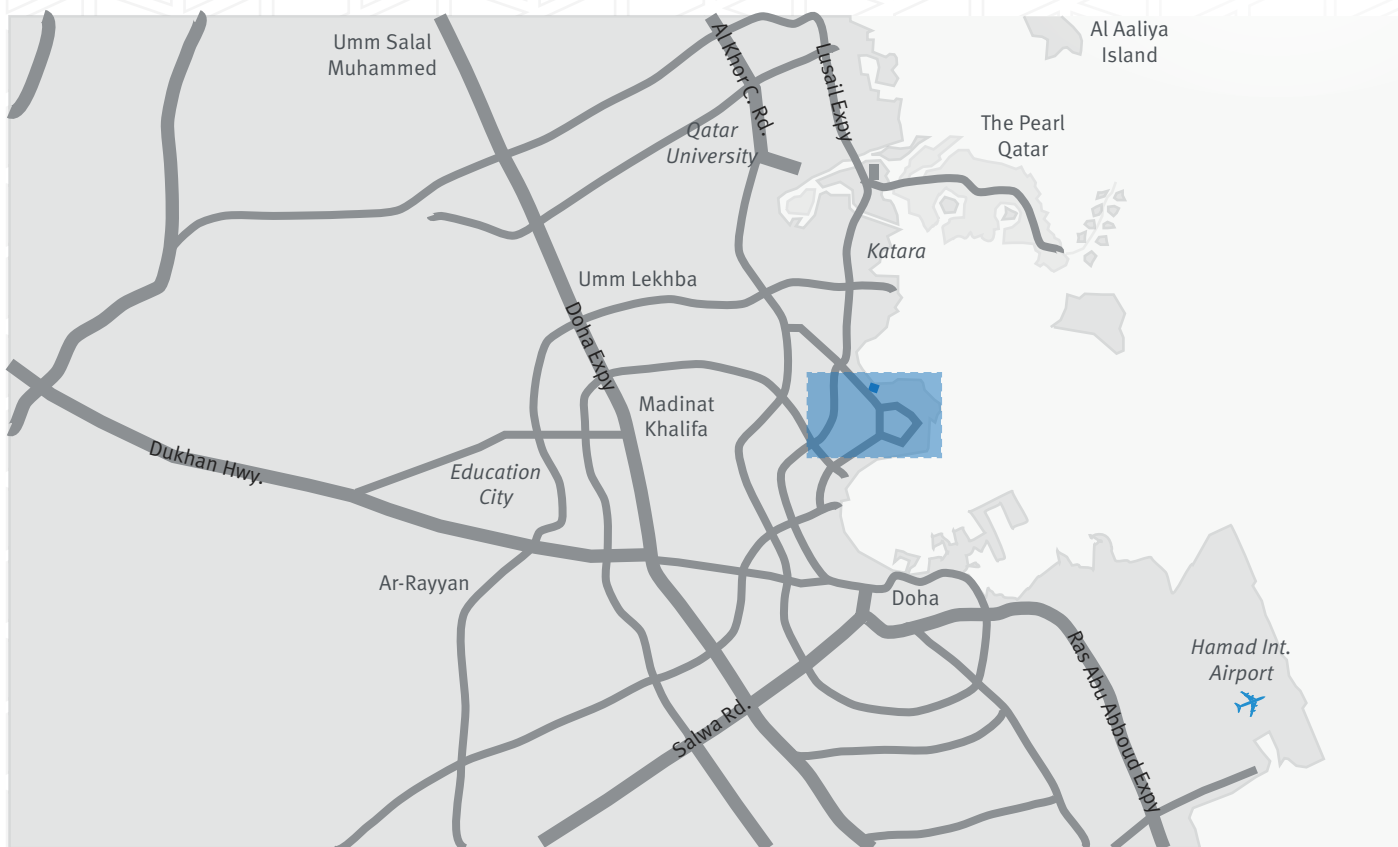 Umm Salal
Muhammed
Al Khor C. Rd.
Lusail Expy
Al Aaliya
Island
Qatar
University
The Pearl
Qatar
Katara
Umm Lekhba
Doha Expy
Madinat
Khalifa
Dukhan Hwy.
Education
City
Ar-Rayyan
Doha
Ras Abu Abboud Expy
Hamad Int.
Airport
Salwa Rd.